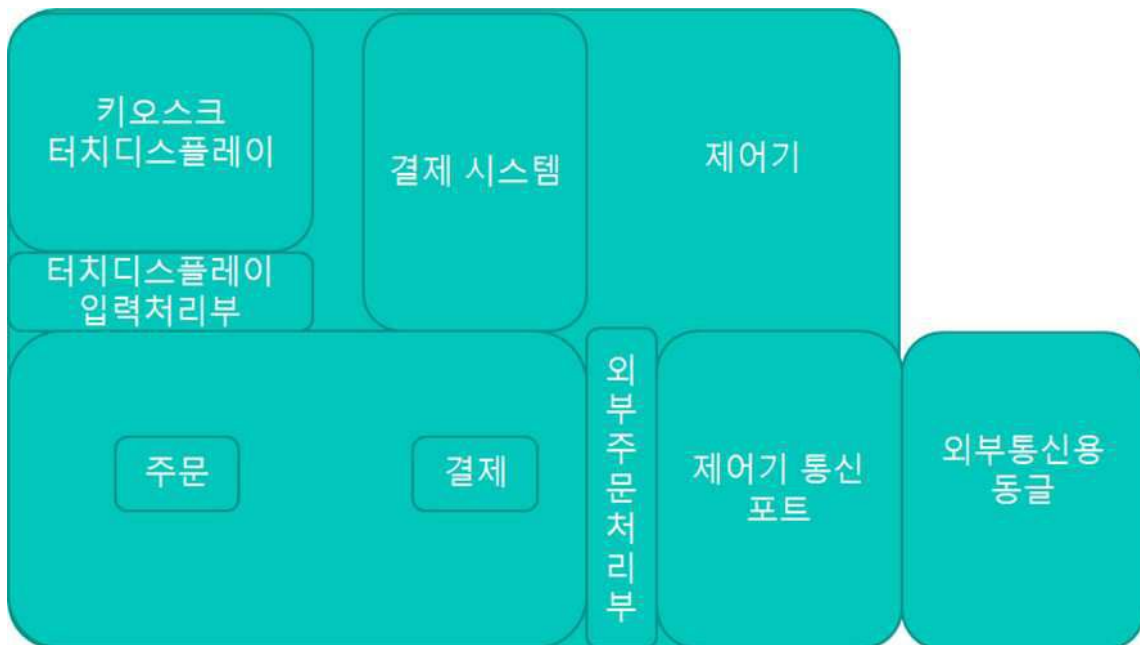 키오스크
터치디스플레이
결제 시스템
제어기
터치디스플레이
입력처리부
주문
결제
외부주문처리부
제어기 통신
포트
외부통신용
동글